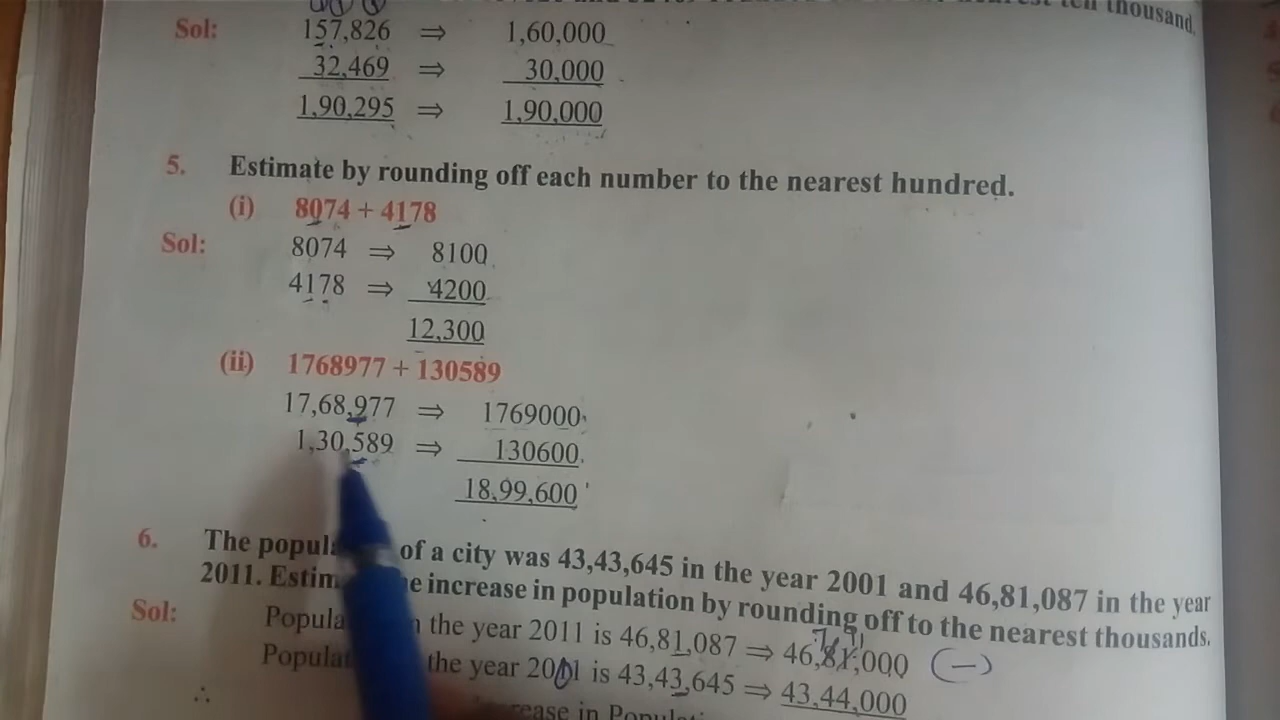 ten thousand.
Sol: 157,826 ⇒ 1,60,000
32,469 ⇒ 30,000
1,90,295 ⇒ 1,90,000
5. Estimate by rounding off each number to the nearest hundred.
(i) 8074 + 4178
Sol: 8074 ⇒ 8100
4178 ⇒ 4200
12,300
(ii) 1768977 + 130589
17,68,977 ⇒ 1769000
1,30,589 ⇒ 130600
18,99,600
6. The of a city was 43,43,645 in the year 2001 and 46,81,087 in the year
2011. increase in population by rounding off to the nearest thousands.
Sol: the year 2011 is 46,81,087 ⇒ 46,81,000 (—)
the year 2001 is 43,43,645 ⇒ 43,44,000
∴ in